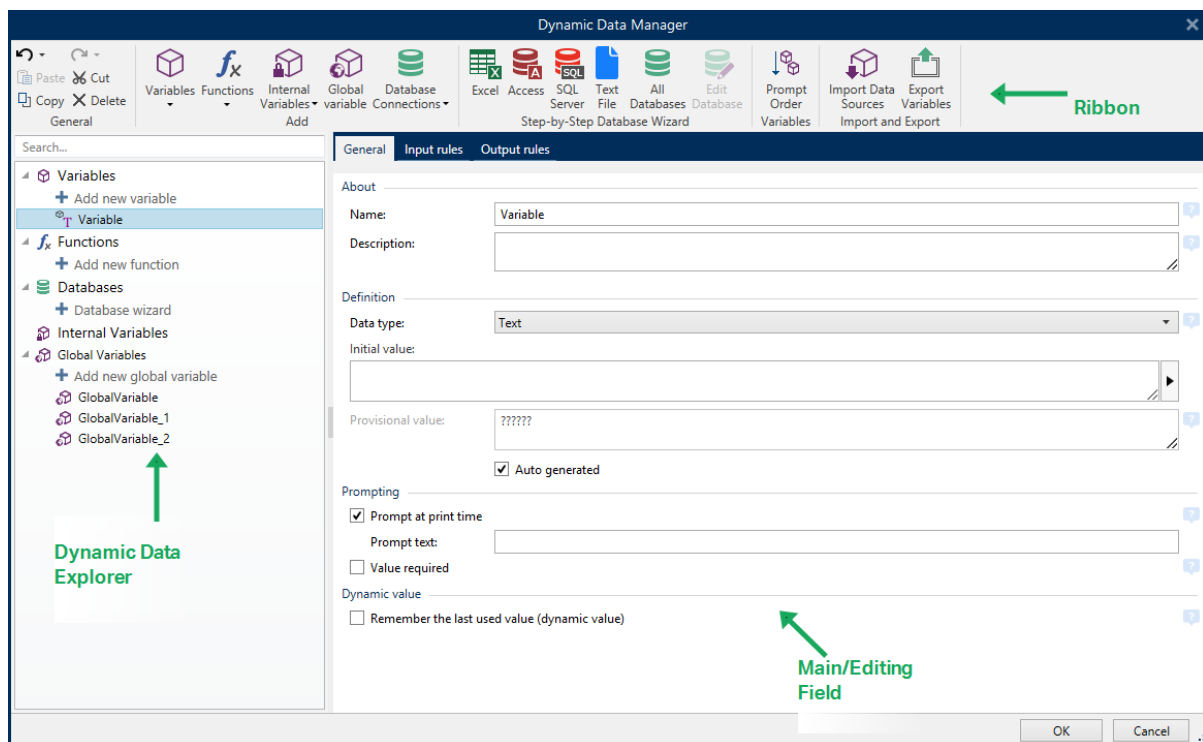 Dynamic Data Manager
Paste Cut
Copy Delete
General
Variables Functions Internal Variables Global variable Database Connections
Add
Excel Access SQL Server Text File All Databases Edit Database
SQL
Step-by-Step Database Wizard
Prompt Order
Variables
Import Data Sources Export Variables
Import and Export
Ribbon
Search...
General Input rules Output rules
Variables
Add new variable
Variable
Functions
Add new function
Databases
Database wizard
Internal Variables
Global Variables
Add new global variable
GlobalVariable
GlobalVariable_1
GlobalVariable_2
Dynamic Data
Explorer
About
Name: Variable
Description:
Definition
Data type: Text
Initial value:
Provisional value: ??????
Auto generated
Prompting
Prompt at print time
Prompt text:
Value required
Dynamic value
Remember the last used value (dynamic value)
Main/Editing
Field
OK Cancel